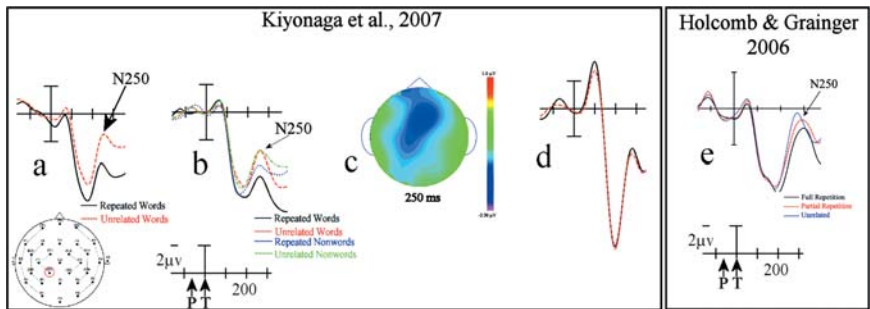 Kiyonaga et al., 2007
N250
a
Repeated Words
Unrelated Words
N250
b
Repeated Words
Unrelated Words
Repeated Nonwords
Unrelated Nonwords
2μv
200
P T
c
250 ms
d
Holcomb & Grainger
2006
N250
e
Full Repetition
Partial Repetition
Unrelated
2μv
200
P T